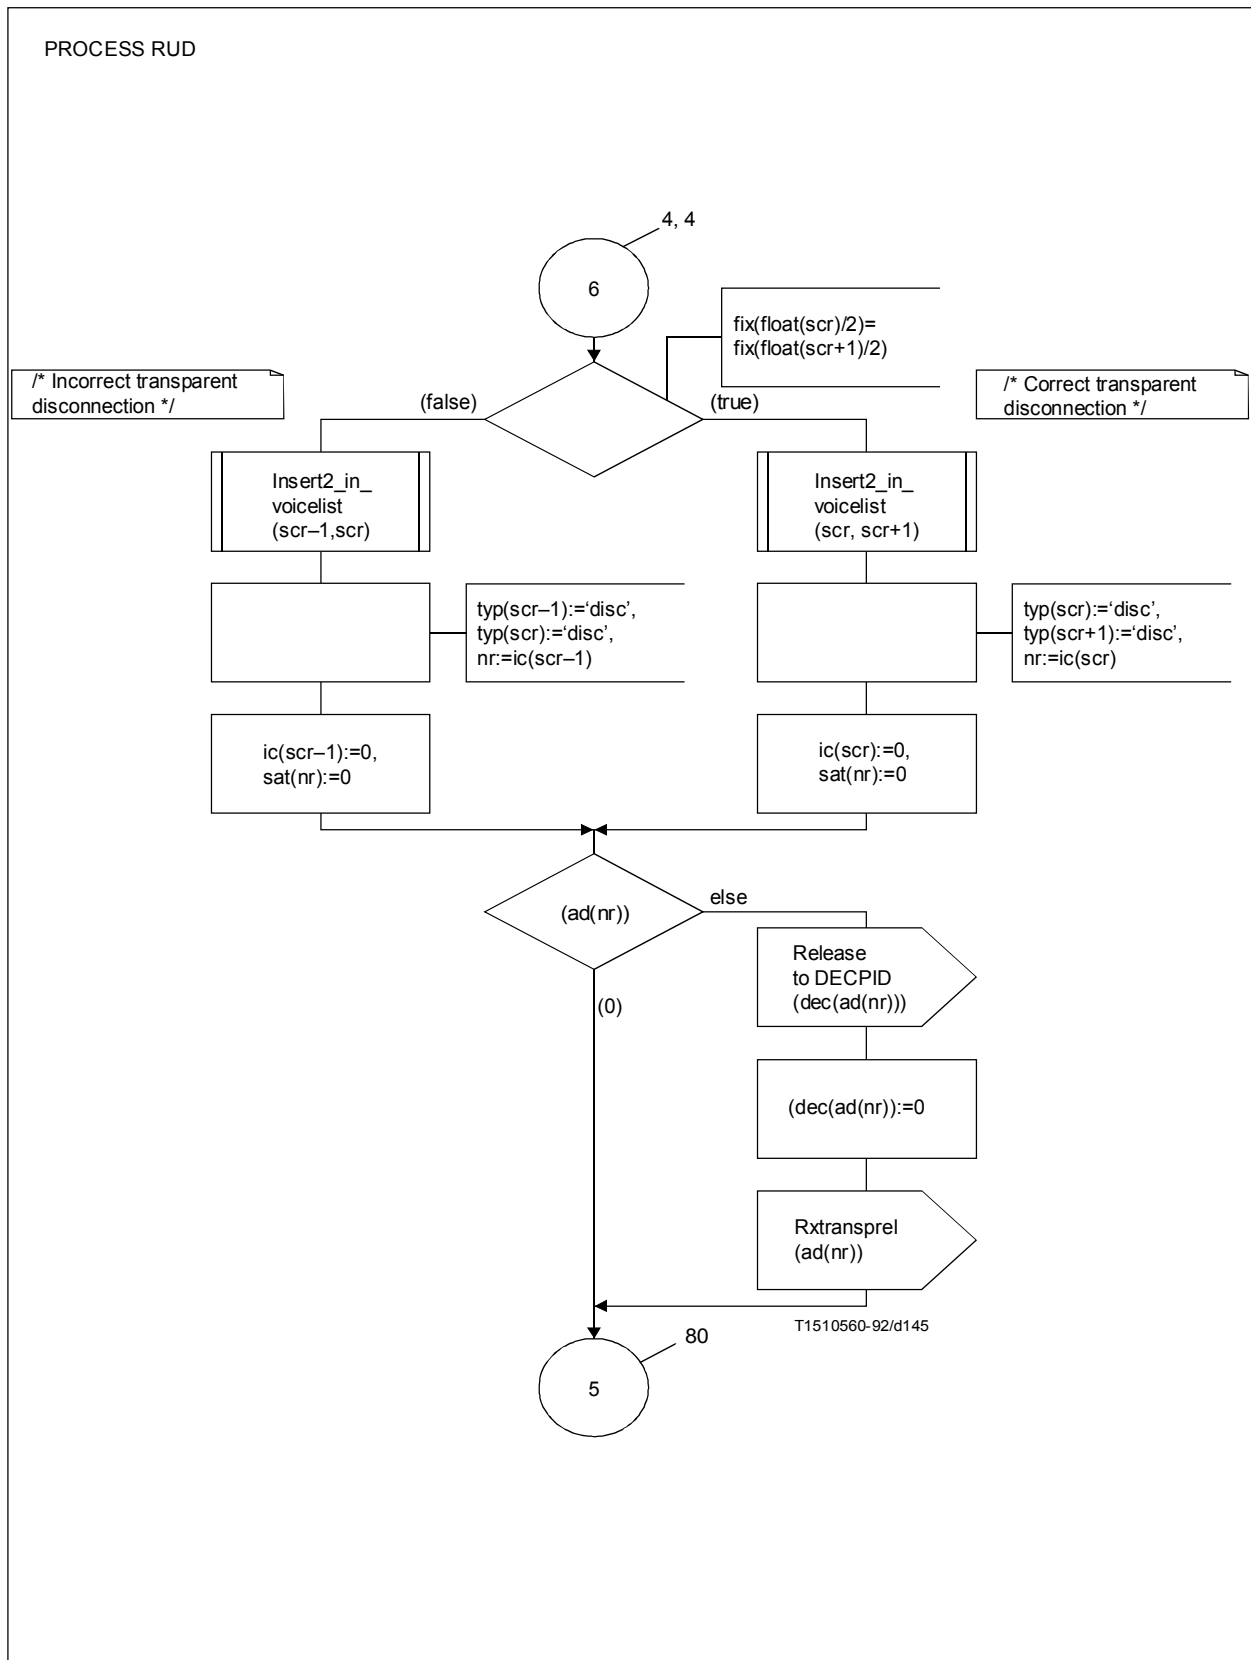 PROCESS RUD
4, 4
6
fix(float(scr)/2)=
fix(float(scr+1)/2)
/* Incorrect transparent
disconnection */
(false)
(true)
/* Correct transparent
disconnection */
Insert2_in_
voicelist
(scr–1,scr)
Insert2_in_
voicelist
(scr, scr+1)
typ(scr–1):=‘disc’,
typ(scr):=‘disc’,
nr:=ic(scr–1)
typ(scr):=‘disc’,
typ(scr+1):=‘disc’,
nr:=ic(scr)
ic(scr–1):=0,
sat(nr):=0
ic(scr):=0,
sat(nr):=0
(ad(nr))
else
(0)
Release
to DECPID
(dec(ad(nr)))
(dec(ad(nr)):=0
Rxtransprel
(ad(nr))
T1510560-92/d145
80
5